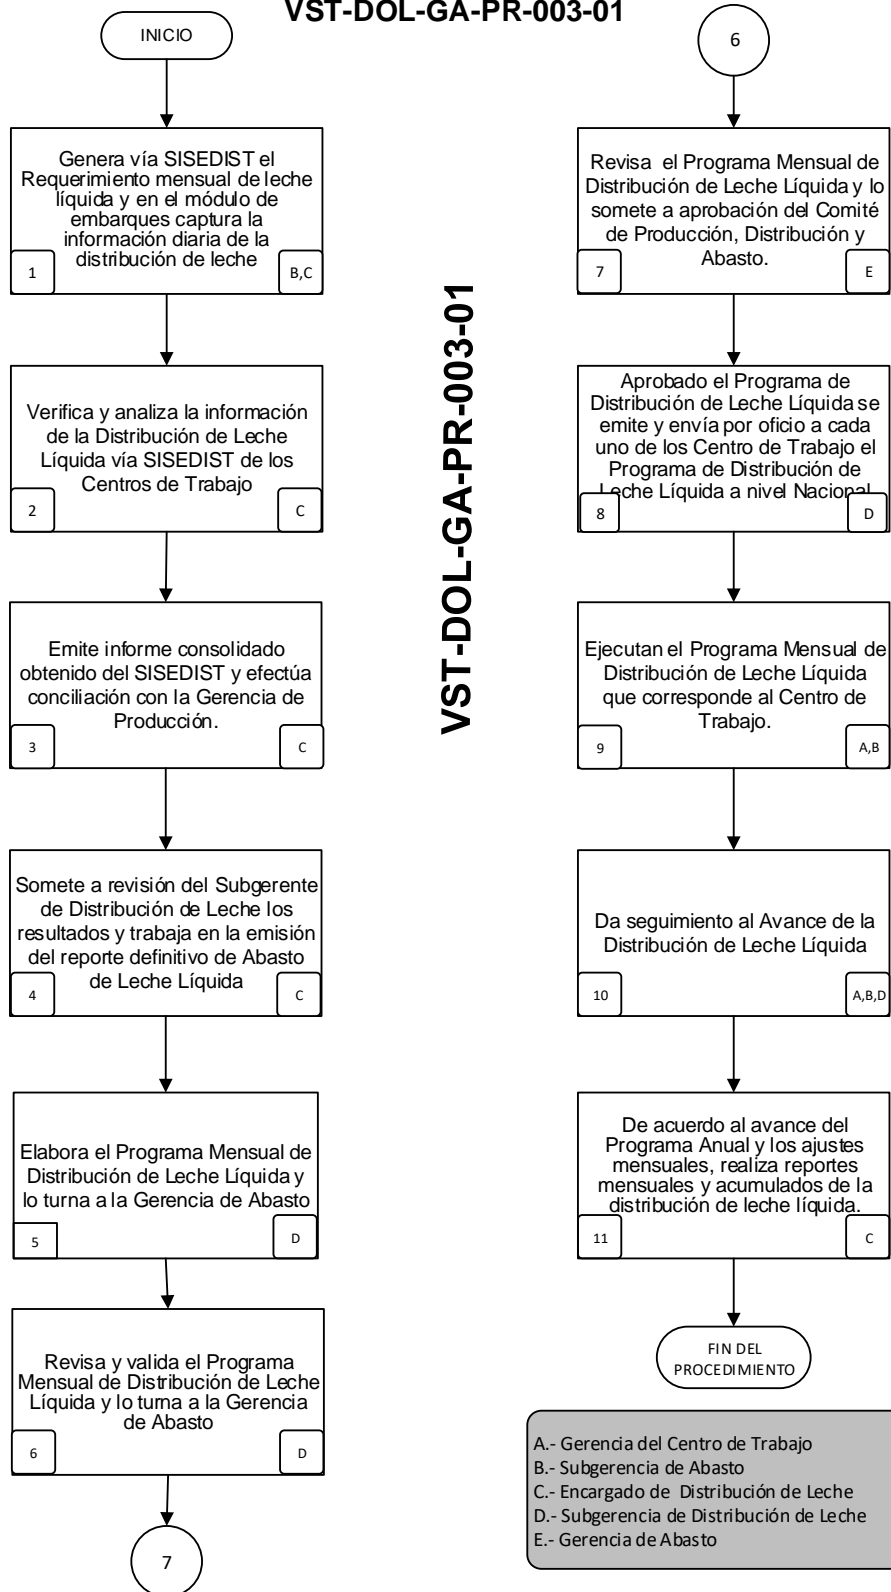 VST-DOL-GA-PR-003-01
INICIO
Genera vía SISEDIST el
Requerimiento mensual de leche
líquida y en el módulo de
embarques captura la
información diaria de la
distribución de leche
1
B,C
Verifica y analiza la información
de la Distribución de Leche
Líquida vía SISEDIST de los
Centros de Trabajo
2
C
Emite informe consolidado
obtenido del SISEDIST y efectúa
conciliación con la Gerencia de
Producción.
3
C
Somete a revisión del Subgerente
de Distribución de Leche los
resultados y trabaja en la emisión
del reporte definitivo de Abasto
de Leche Líquida
4
C
Elabora el Programa Mensual de
Distribución de Leche Líquida y
lo turna a la Gerencia de Abasto
5
D
Revisa y valida el Programa
Mensual de Distribución de Leche
Líquida y lo turna a la Gerencia
de Abasto
6
D
7
VST-DOL-GA-PR-003-01
6
Revisa el Programa Mensual de
Distribución de Leche Líquida y lo
somete a aprobación del Comité
de Producción, Distribución y
Abasto.
7
E
Aprobado el Programa de
Distribución de Leche Líquida se
emite y envía por oficio a cada
uno de los Centro de Trabajo el
Programa de Distribución de
Leche Líquida a nivel Nacional
8
D
Ejecutan el Programa Mensual de
Distribución de Leche Líquida
que corresponde al Centro de
Trabajo.
9
A,B
Da seguimiento al Avance de la
Distribución de Leche Líquida
10
A,B,D
De acuerdo al avance del
Programa Anual y los ajustes
mensuales, realiza reportes
mensuales y acumulados de la
distribución de leche líquida.
11
C
FIN DEL
PROCEDIMIENTO
A.- Gerencia del Centro de Trabajo
B.- Subgerencia de Abasto
C.- Encargado de Distribución de Leche
D.- Subgerencia de Distribución de Leche
E.- Gerencia de Abasto